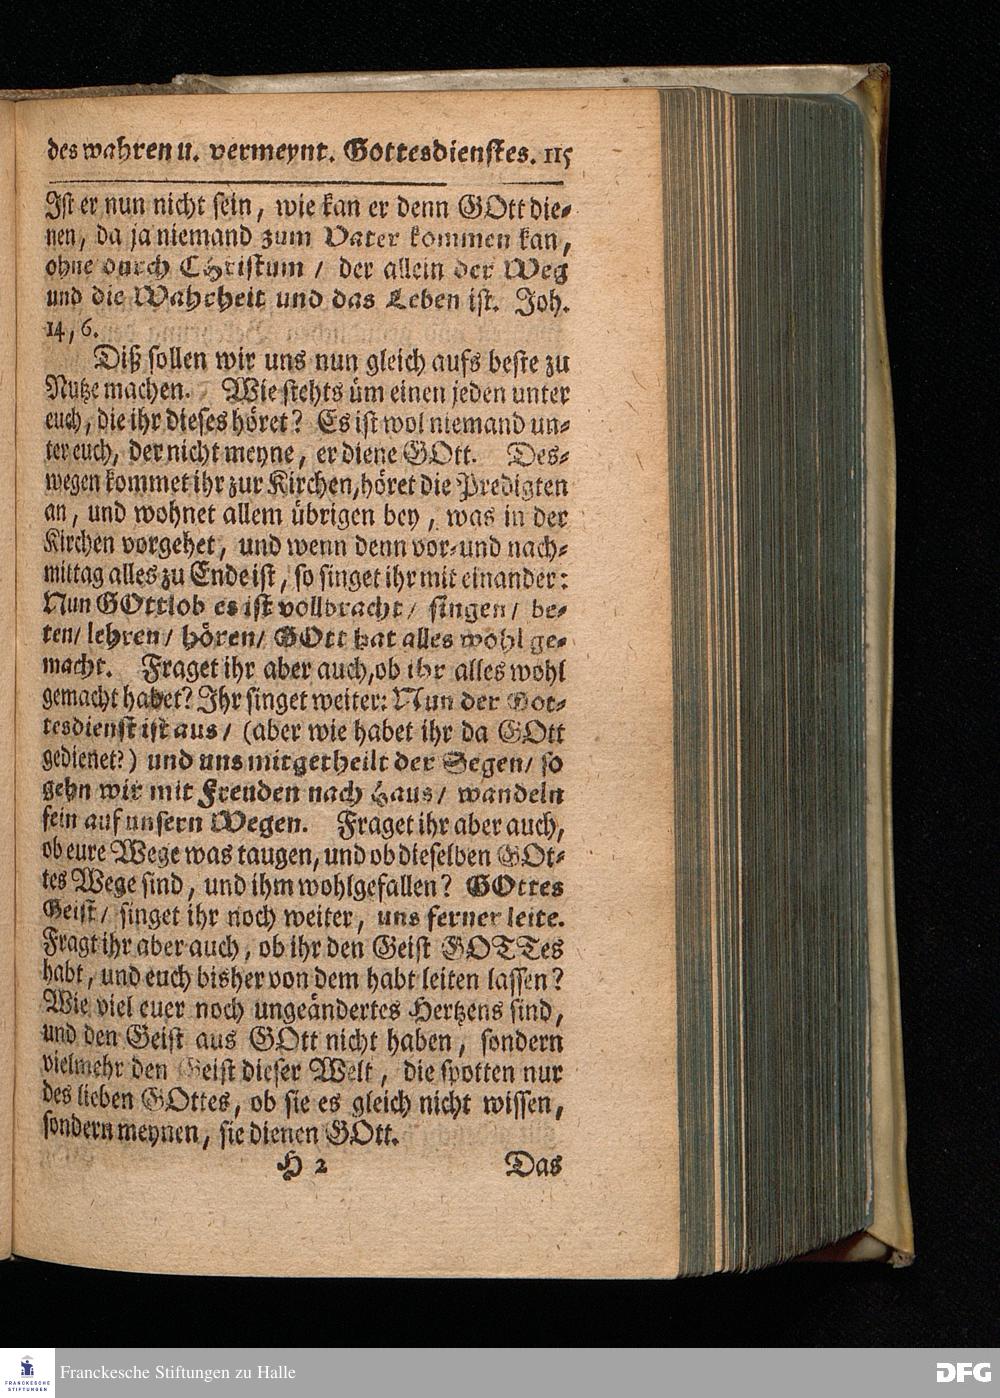 des wahren u. vermeynt. Gottesdienstes. 115
Ist er nun nicht sein, wie kan er denn GOtt die-
nen, da ja niemand zum Vater kommen kan,
ohne durch CHristum / der allein der Weg
und die Wahrheit und das Leben ist. Joh.
14, 6.
Diß sollen wir uns nun gleich aufs beste zu
Nutze machen. Wie stehts üm einen jeden unter
euch, die ihr dieses höret? Es ist wol niemand un-
ter euch, der nicht meyne, er diene GOtt. Des-
wegen kommet ihr zur Kirchen, höret die Predigten
an, und wohnet allem übrigen bey, was in der
Kirchen vorgehet, und wenn denn vor-und nach-
mittag alles zu Ende ist, so singet ihr mit einander:
Nun GOttlob es ist vollbracht / singen / be-
ten / lehren / hören / GOtt hat alles wohl ge-
macht. Fraget ihr aber auch, ob ihr alles wohl
gemacht habet? Ihr singet weiter: Nun der Got-
tesdienst ist aus / (aber wie habet ihr da GOtt
gedienet?) und uns mitgetheilt der Segen / so
gehn wir mit Freuden nach Haus / wandeln
fein auf unsern Wegen. Fraget ihr aber auch,
ob eure Wege was taugen, und ob dieselben GOt-
tes Wege sind, und ihm wohlgefallen? GOttes
Geist / singet ihr noch weiter, uns ferner leite.
Fragt ihr aber auch, ob ihr den Geist GOTTes
habt, und euch bisher von dem habt leiten lassen?
Wie viel euer noch ungeändertes Hertzens sind,
und den Geist aus GOtt nicht haben, sondern
vielmehr den Geist dieser Welt, die spotten nur
des lieben GOttes, ob sie es gleich nicht wissen,
sondern meynen, sie dienen GOtt.
H 2 Das
FRANCKESCHE
STIFTUNGEN
Franckesche Stiftungen zu Halle
DFG